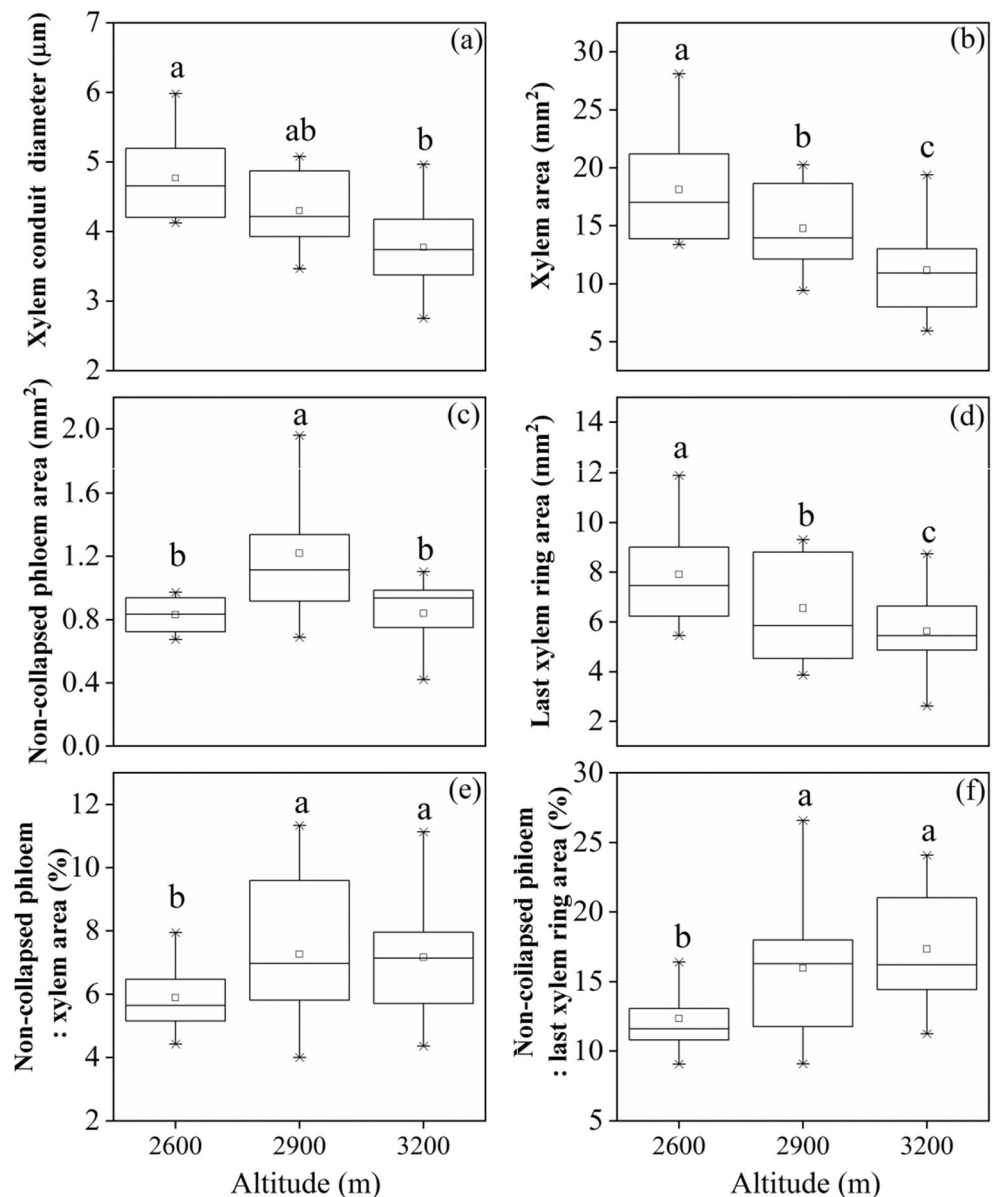 (a)
Xylem conduit diameter (μm)
7
6
5
4
3
2
a
ab
b
(b)
Xylem area (mm²)
30
25
20
15
10
5
a
b
c
(c)
Non-collapsed phloem area (mm²)
2.0
1.6
1.2
0.8
0.4
0.0
b
a
b
(d)
Last xylem ring area (mm²)
14
12
10
8
6
4
2
a
b
c
(e)
Non-collapsed phloem
: xylem area (%)
12
10
8
6
4
2
b
a
a
2600
2900
3200
Altitude (m)
(f)
Non-collapsed phloem
: last xylem ring area (%)
30
25
20
15
10
5
b
a
a
2600
2900
3200
Altitude (m)